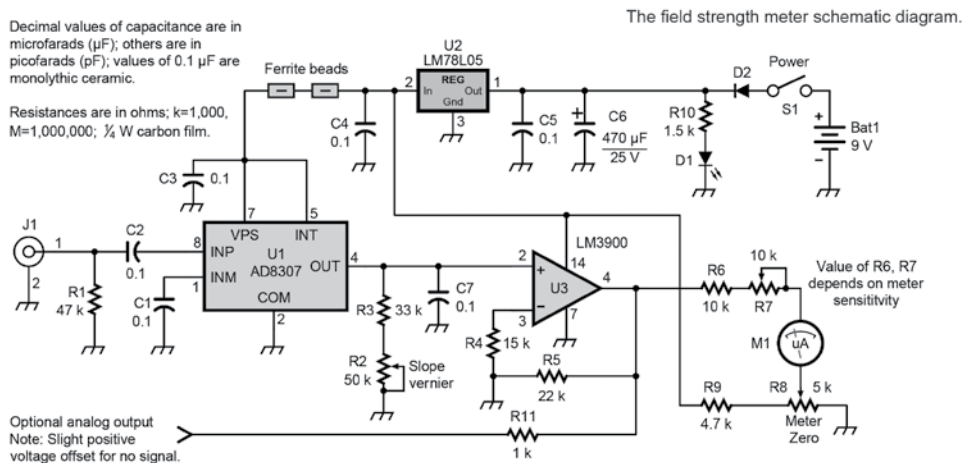 The field strength meter schematic diagram.
Decimal values of capacitance are in
microfarads (µF); others are in
picofarads (pF); values of 0.1 µF are
monolythic ceramic.
Resistances are in ohms; k=1,000,
M=1,000,000; ¼ W carbon film.
Ferrite beads
U2
LM78L05
REG
2
In
Out
1
Gnd
3
C4
0.1
C5
0.1
C6
470 µF
25 V
R10
1.5 k
D1
D2
Power
S1
Bat1
9 V
C3
0.1
7
5
VPS
INT
J1
1
2
R1
47 k
C2
0.1
8
INP
U1
AD8307
OUT
4
1
INM
COM
2
C1
0.1
R3
33 k
R2
50 k
Slope
vernier
C7
0.1
LM3900
2
14
U3
4
3
7
R4
15 k
R5
22 k
R6
10 k
10 k
R7
Value of R6, R7
depends on meter
sensititvity
M1
uA
R9
4.7 k
R8
5 k
Meter
Zero
R11
1 k
Optional analog output
Note: Slight positive
voltage offset for no signal.